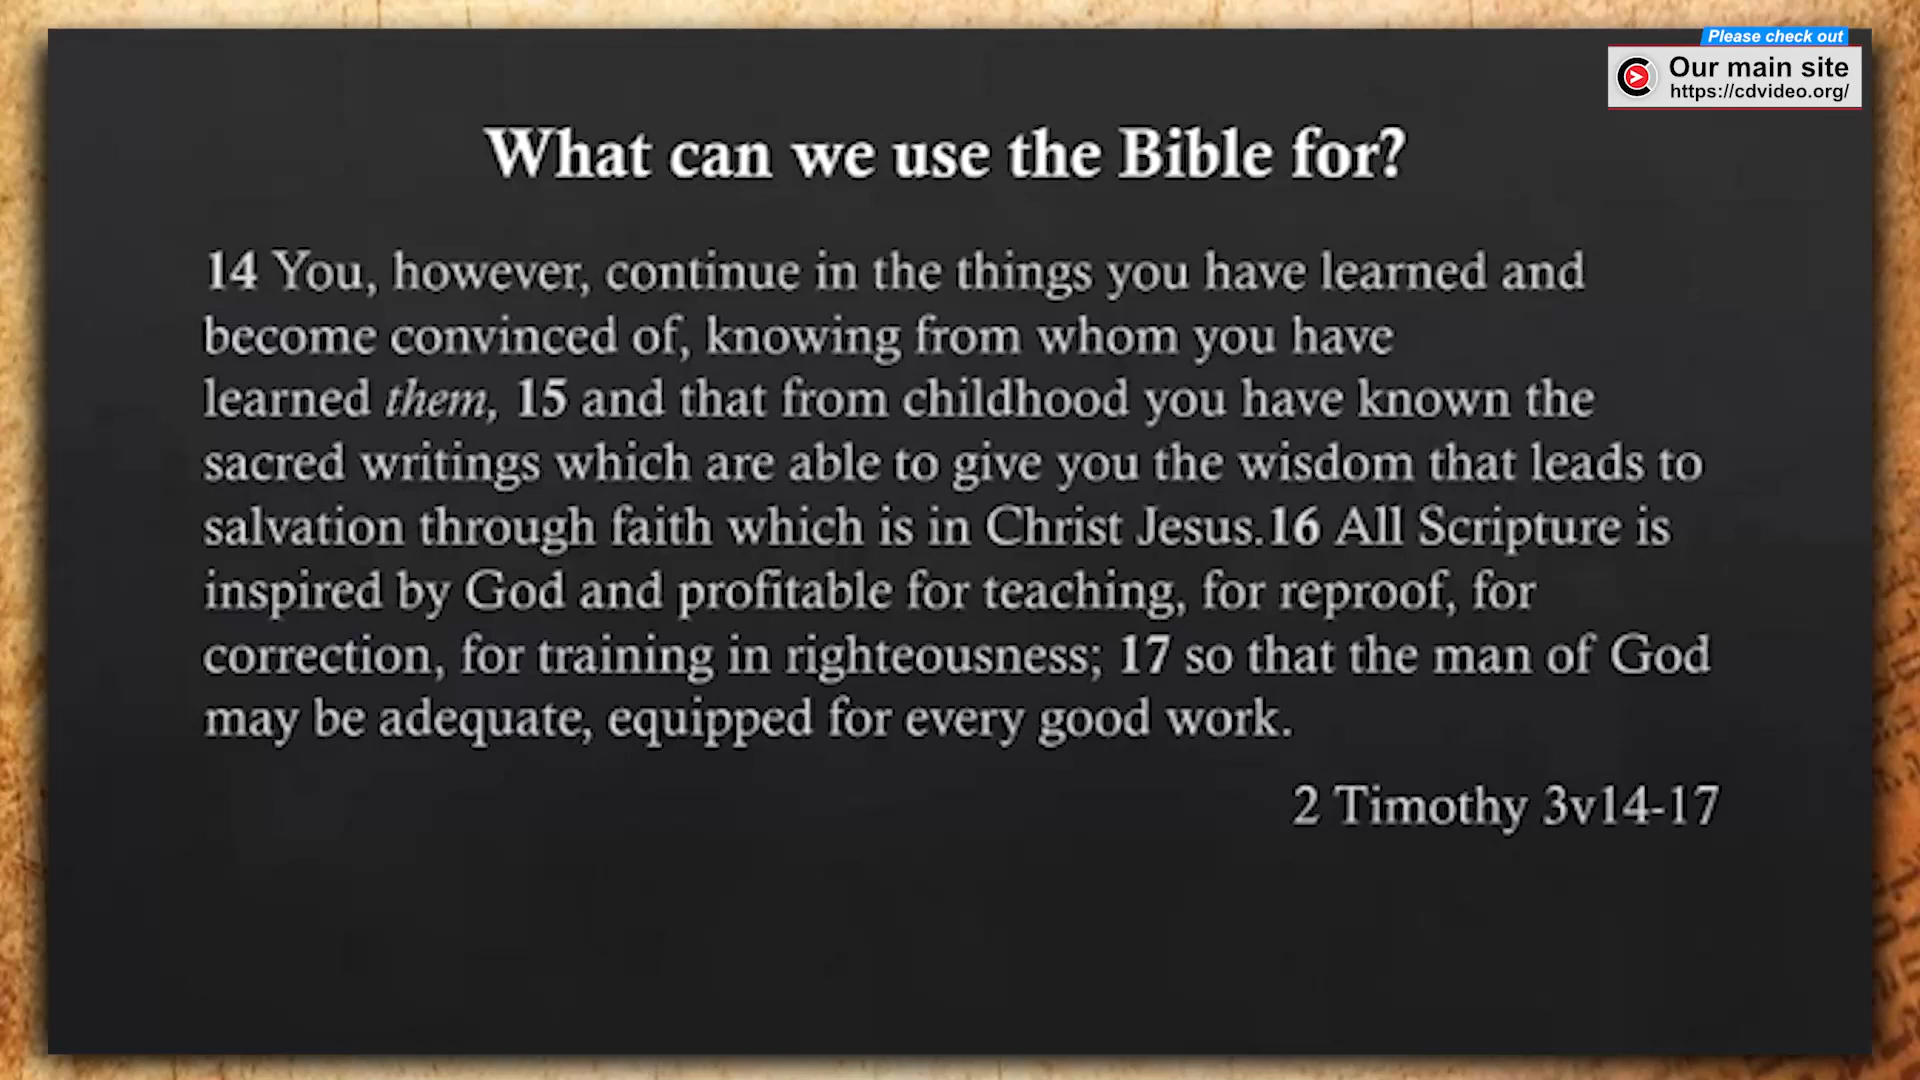 Please check out
Our main site
https://cdvideo.org/
What can we use the Bible for?
14 You, however, continue in the things you have learned and
become convinced of, knowing from whom you have
learned them, 15 and that from childhood you have known the
sacred writings which are able to give you the wisdom that leads to
salvation through faith which is in Christ Jesus.16 All Scripture is
inspired by God and profitable for teaching, for reproof, for
correction, for training in righteousness; 17 so that the man of God
may be adequate, equipped for every good work.
2 Timothy 3v14-17